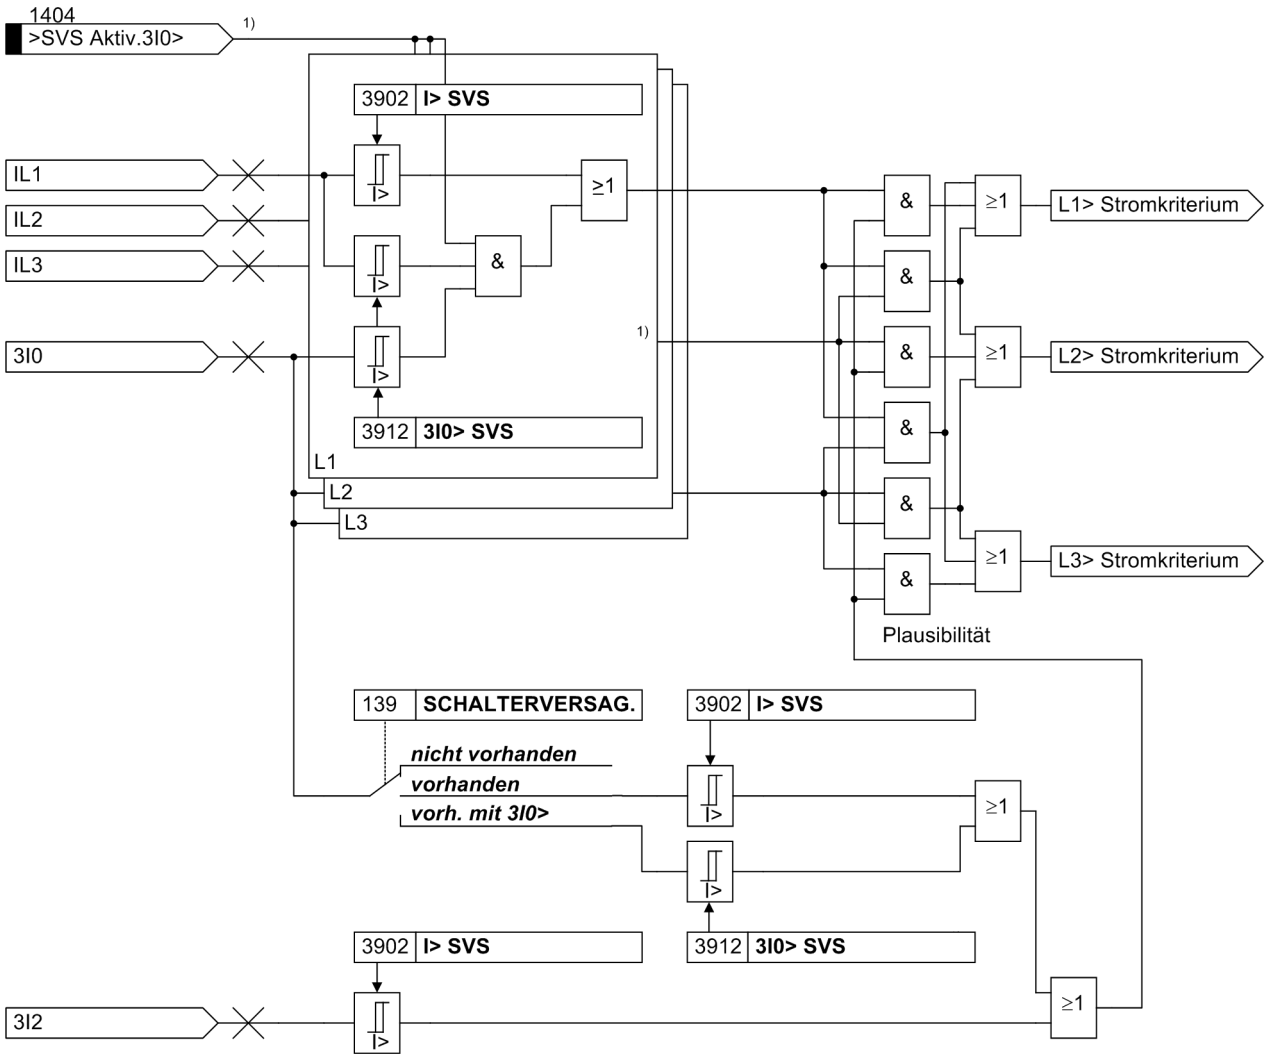 1404
>SVS Aktiv.3I0> 1)
3902 I> SVS
IL1 I> ≥1 & ≥1 L1> Stromkriterium
IL2
IL3 I> & &
1)
3I0 I> & ≥1 L2> Stromkriterium
3912 3I0> SVS &
L1
L2 &
L3
≥1 L3> Stromkriterium
&
Plausibilität
139 SCHALTERVERSAG. 3902 I> SVS
nicht vorhanden
vorhanden I> ≥1
vorh. mit 3I0>
I>
3902 I> SVS 3912 3I0> SVS
≥1
3I2 I>